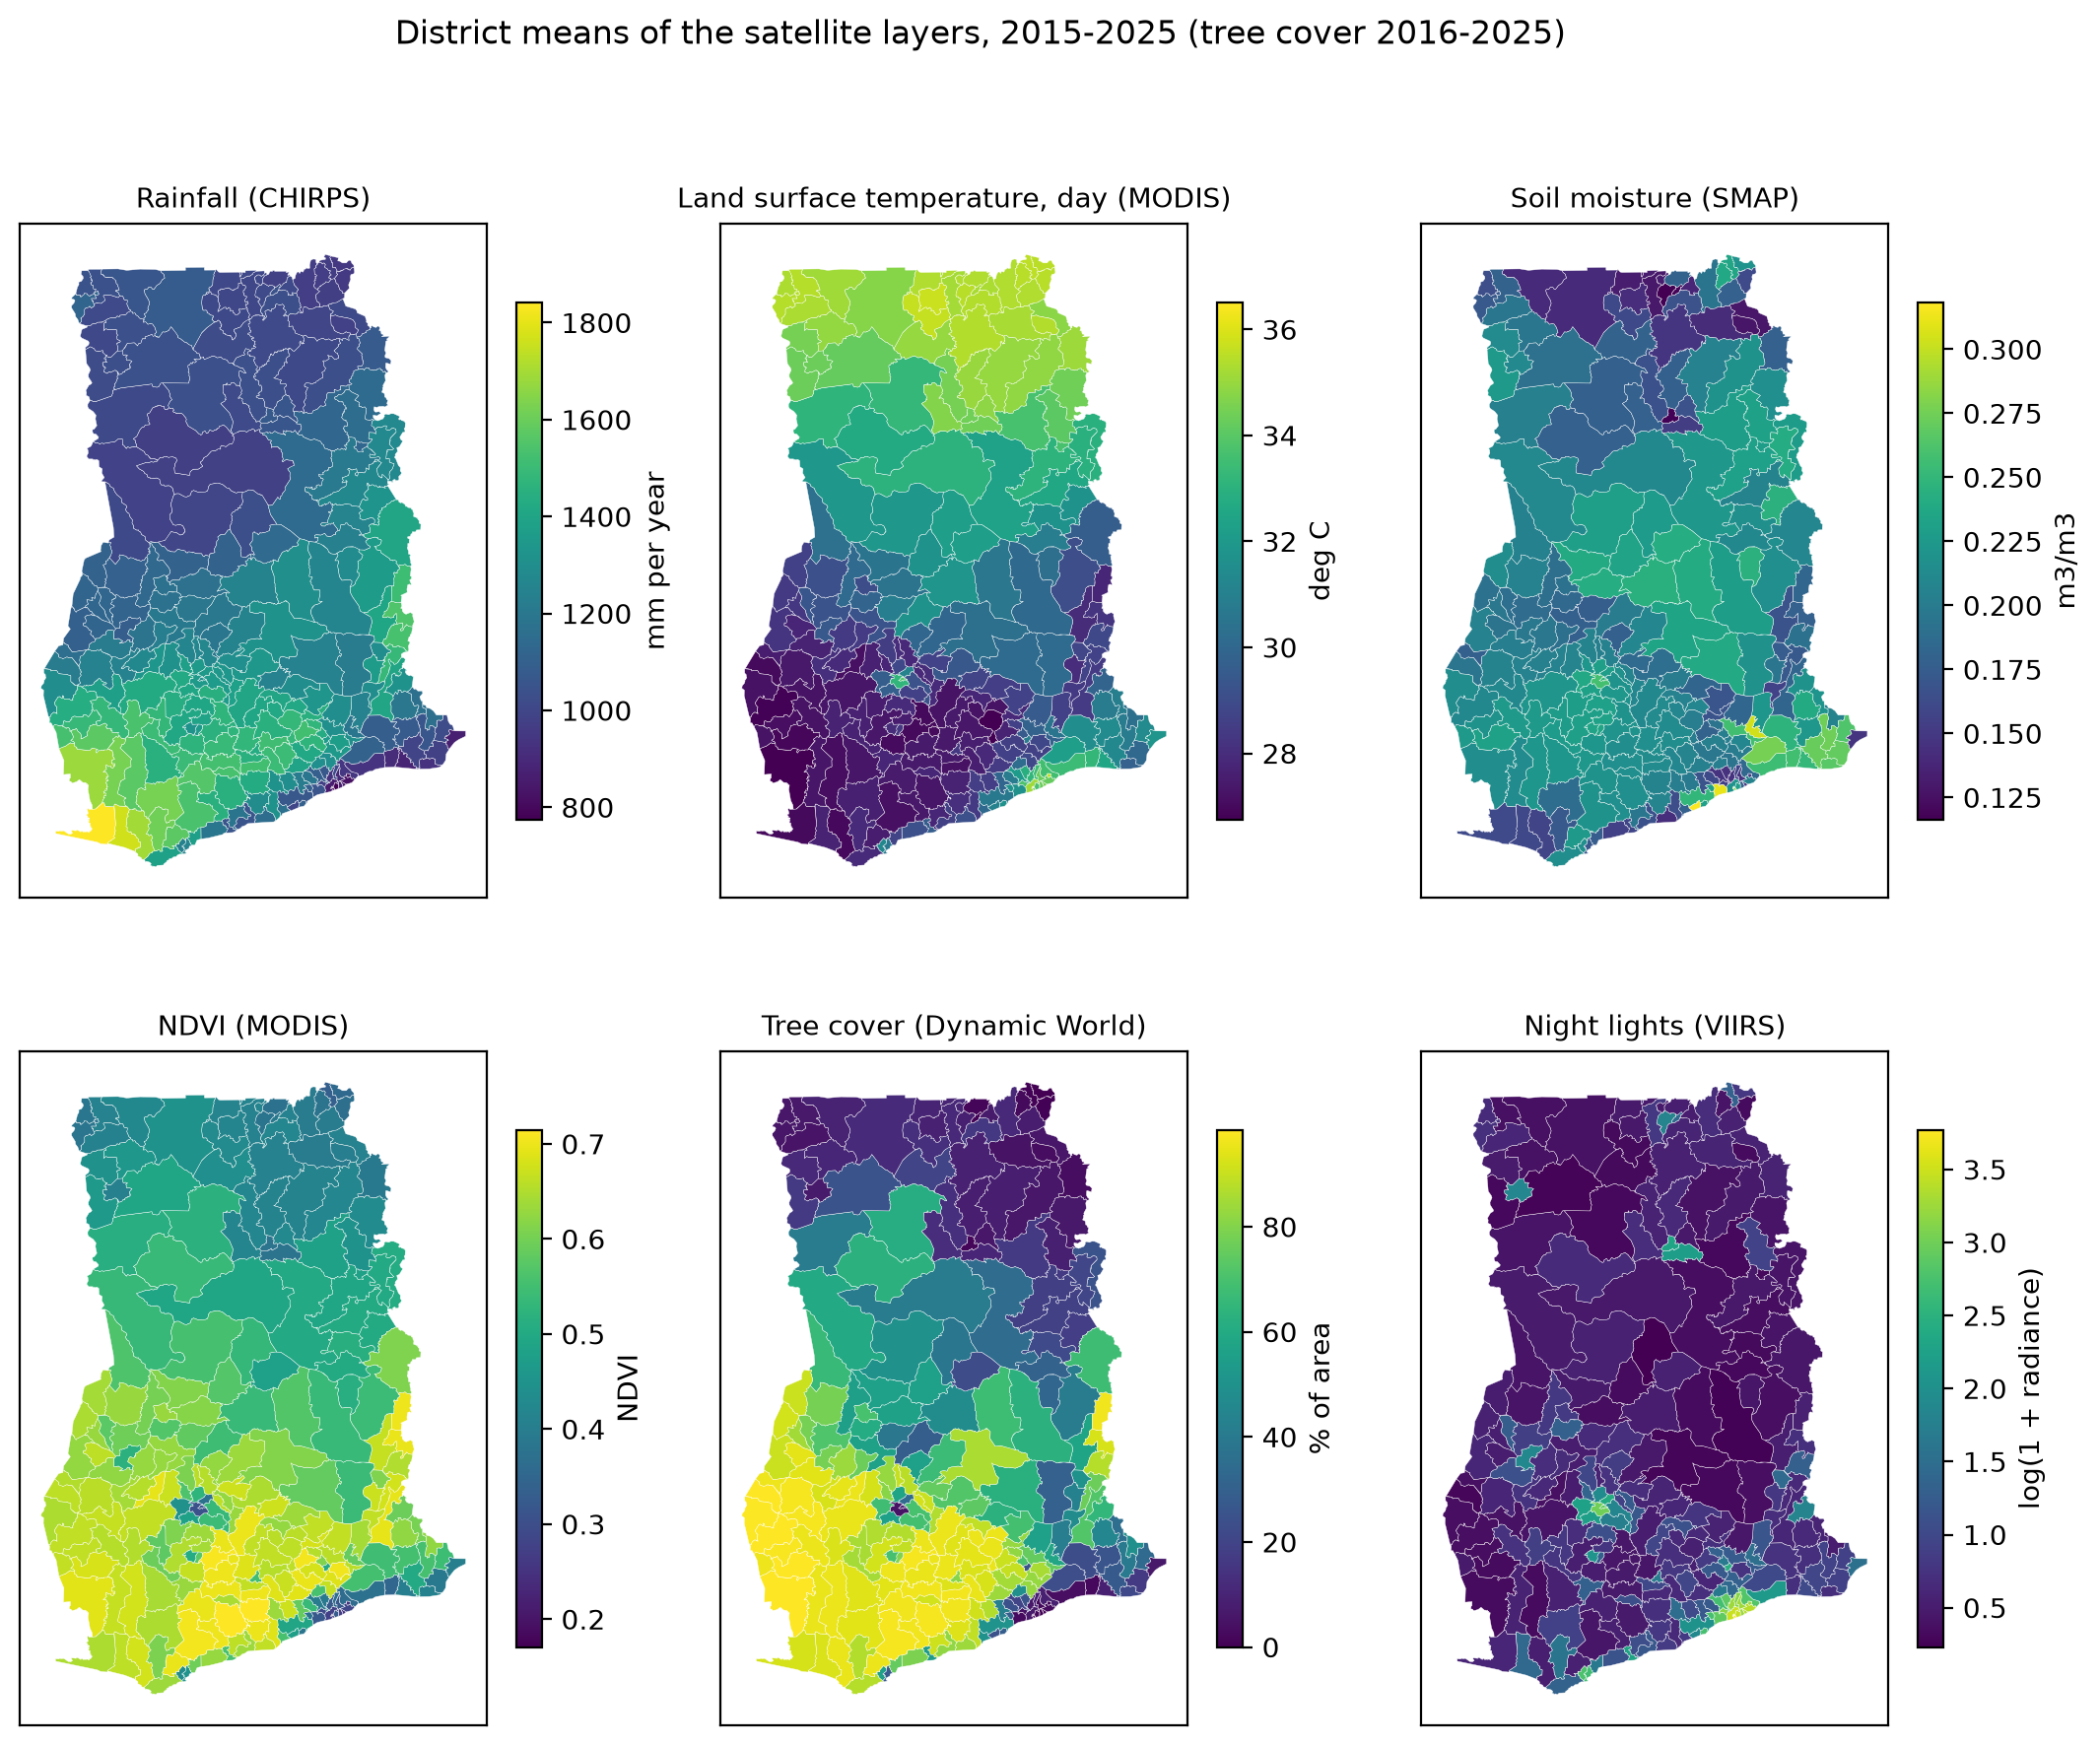 District means of the satellite layers, 2015-2025 (tree cover 2016-2025)
Rainfall (CHIRPS)
1800
1600
1400
1200
1000
800
mm per year
Land surface temperature, day (MODIS)
36
34
32
30
28
deg C
Soil moisture (SMAP)
0.300
0.275
0.250
0.225
0.200
0.175
0.150
0.125
m3/m3
NDVI (MODIS)
0.7
0.6
0.5
0.4
0.3
0.2
NDVI
Tree cover (Dynamic World)
80
60
40
20
0
% of area
Night lights (VIIRS)
3.5
3.0
2.5
2.0
1.5
1.0
0.5
log(1 + radiance)